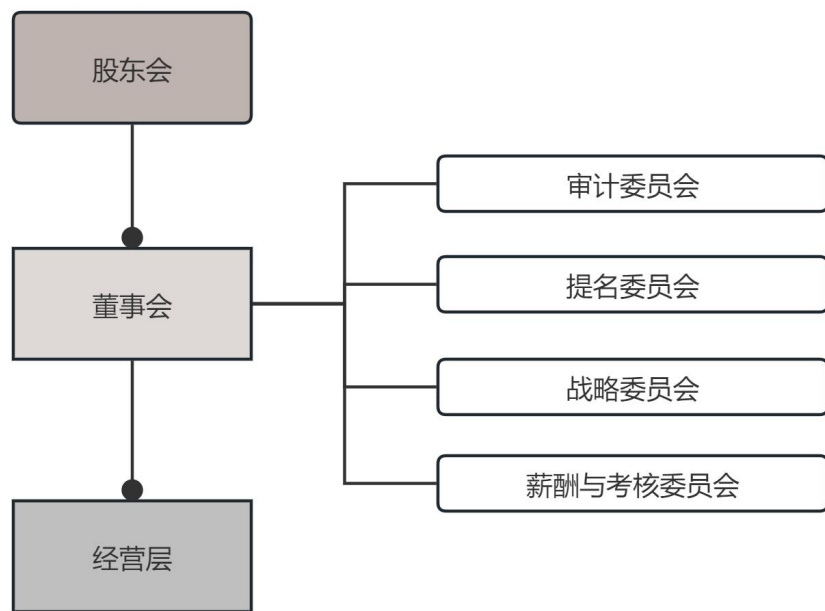 股东会
审计委员会
提名委员会
董事会
战略委员会
薪酬与考核委员会
经营层